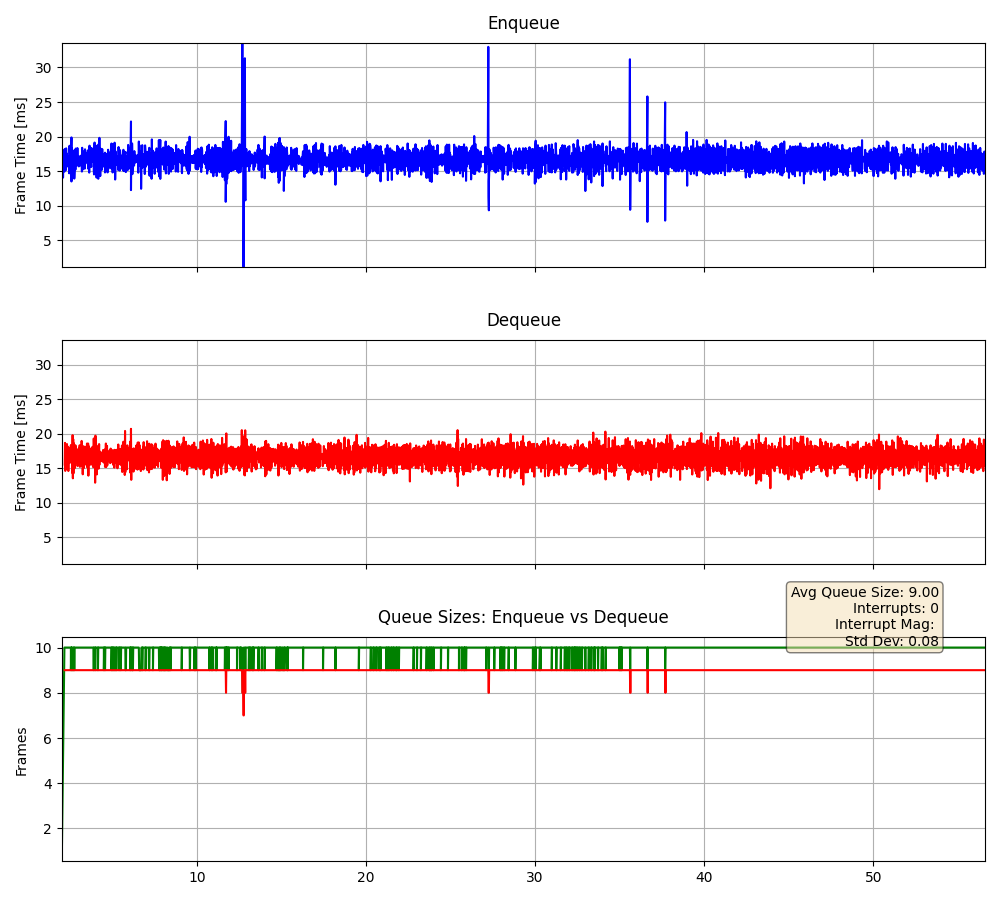 Enqueue
Frame Time [ms]
30
25
20
15
10
5
Dequeue
Frame Time [ms]
30
25
20
15
10
5
Avg Queue Size: 9.00
Interrupts: 0
Interrupt Mag:
Std Dev: 0.08
Queue Sizes: Enqueue vs Dequeue
Frames
10
8
6
4
2
10 20 30 40 50